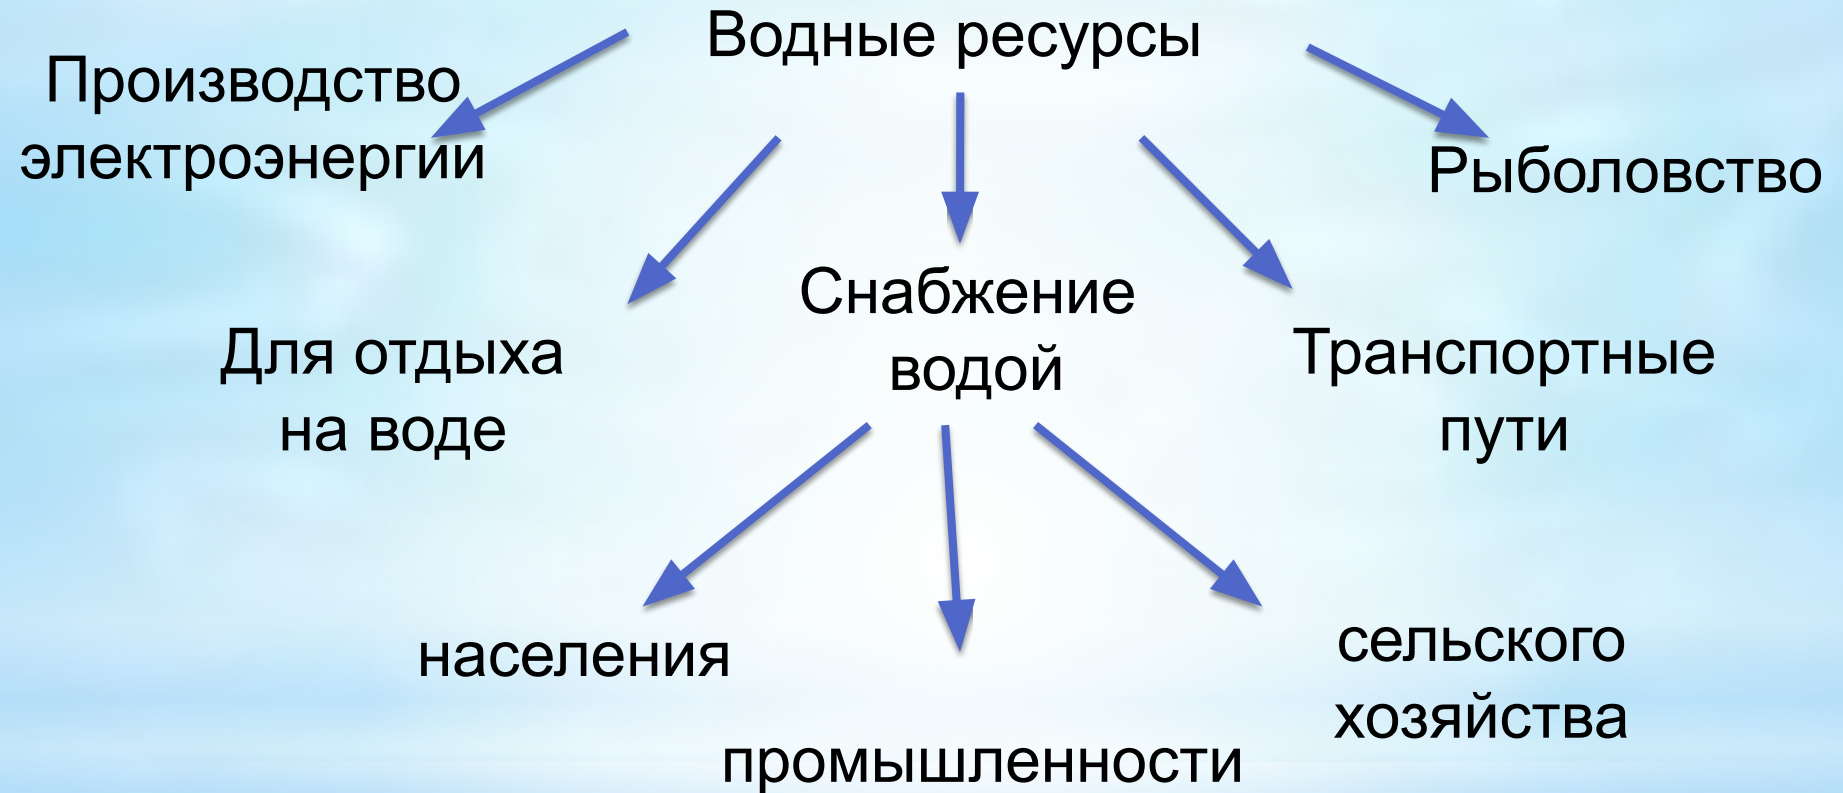 Водные ресурсы
Производство
электроэнергии
Рыболовство
Для отдыха
на воде
Снабжение
водой
Транспортные
пути
населения
промышленности
сельского
хозяйства